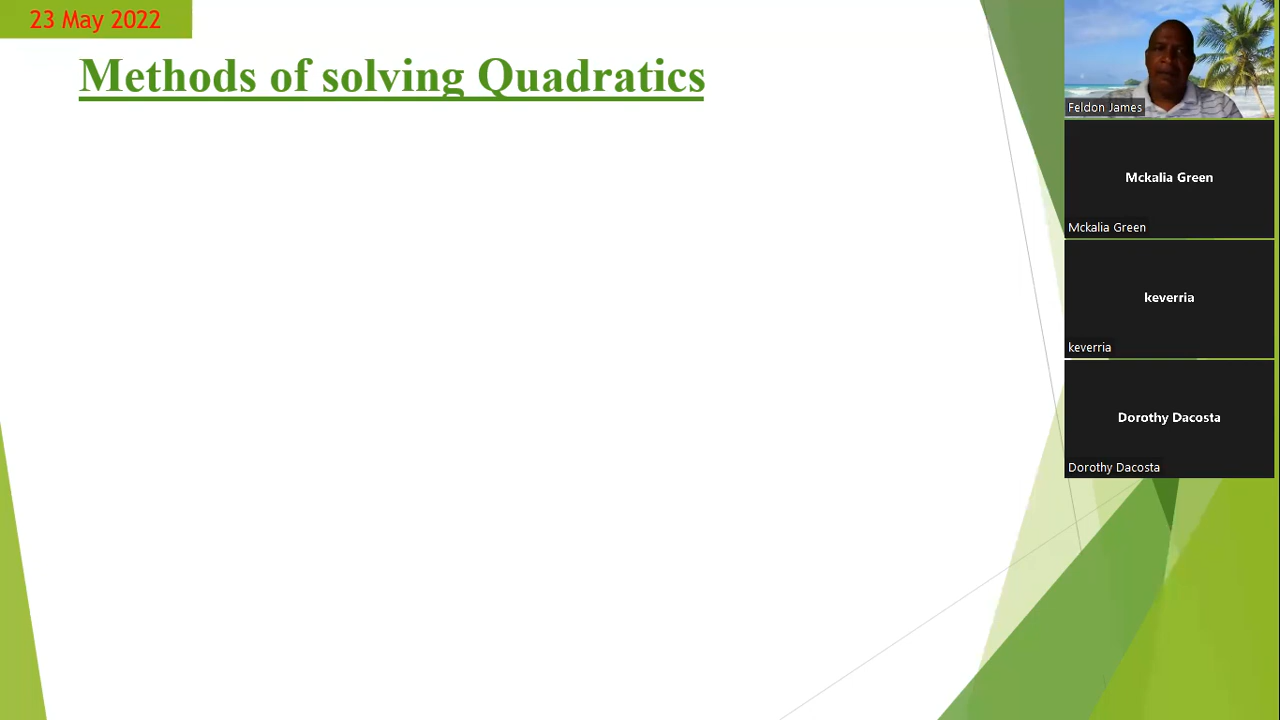 23 May 2022
Methods of solving Quadratics
Feldon James
Mckalia Green
Mckalia Green
keverria
keverria
Dorothy Dacosta
Dorothy Dacosta